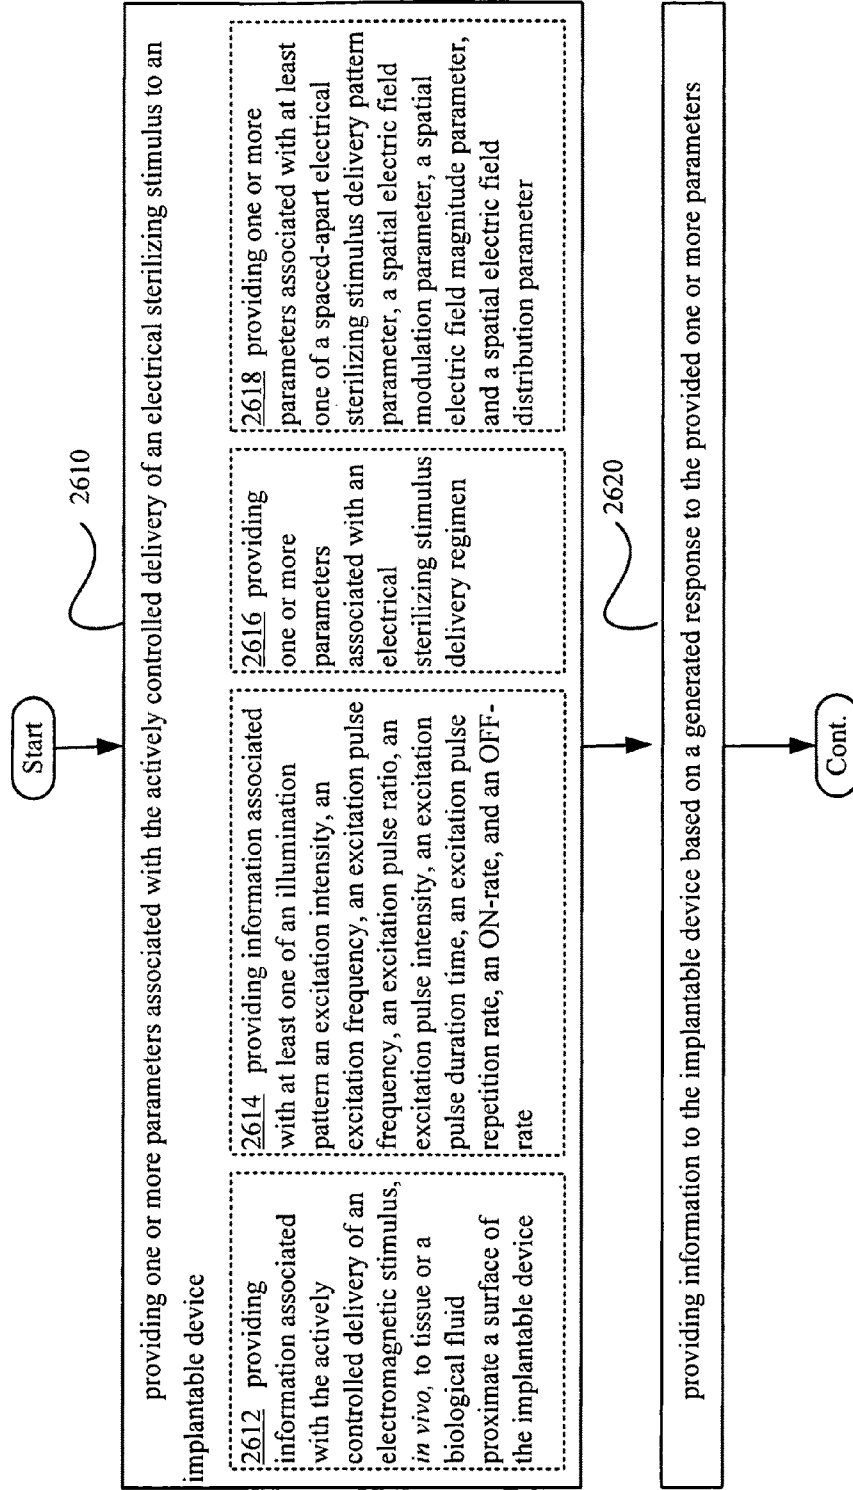 Start
2610
providing one or more parameters associated with the actively controlled delivery of an electrical sterilizing stimulus to an
implantable device
2612 providing
information associated
with the actively
controlled delivery of an
electromagnetic stimulus,
in vivo, to tissue or a
biological fluid
proximate a surface of
the implantable device
2614 providing information associated
with at least one of an illumination
pattern an excitation intensity, an
excitation frequency, an excitation pulse
frequency, an excitation pulse ratio, an
excitation pulse intensity, an excitation
pulse duration time, an excitation pulse
repetition rate, an ON-rate, and an OFF-
rate
2616 providing
one or more
parameters
associated with an
electrical
sterilizing stimulus
delivery regimen
2618 providing one or more
parameters associated with at least
one of a spaced-apart electrical
sterilizing stimulus delivery pattern
parameter, a spatial electric field
modulation parameter, a spatial
electric field magnitude parameter,
and a spatial electric field
distribution parameter
2620
providing information to the implantable device based on a generated response to the provided one or more parameters
Cont.